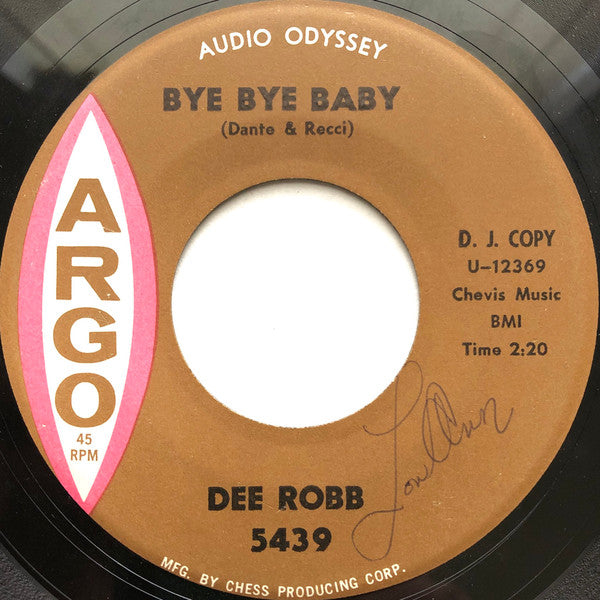 AUDIO ODYSSEY
BYE BYE BABY
(Dante & Recci)
ARGO
45
RPM
D. J. COPY
U-12369
Chevis Music
BMI
Time 2:20
DEE ROBB
5439
MFG. BY CHESS PRODUCING CORP.